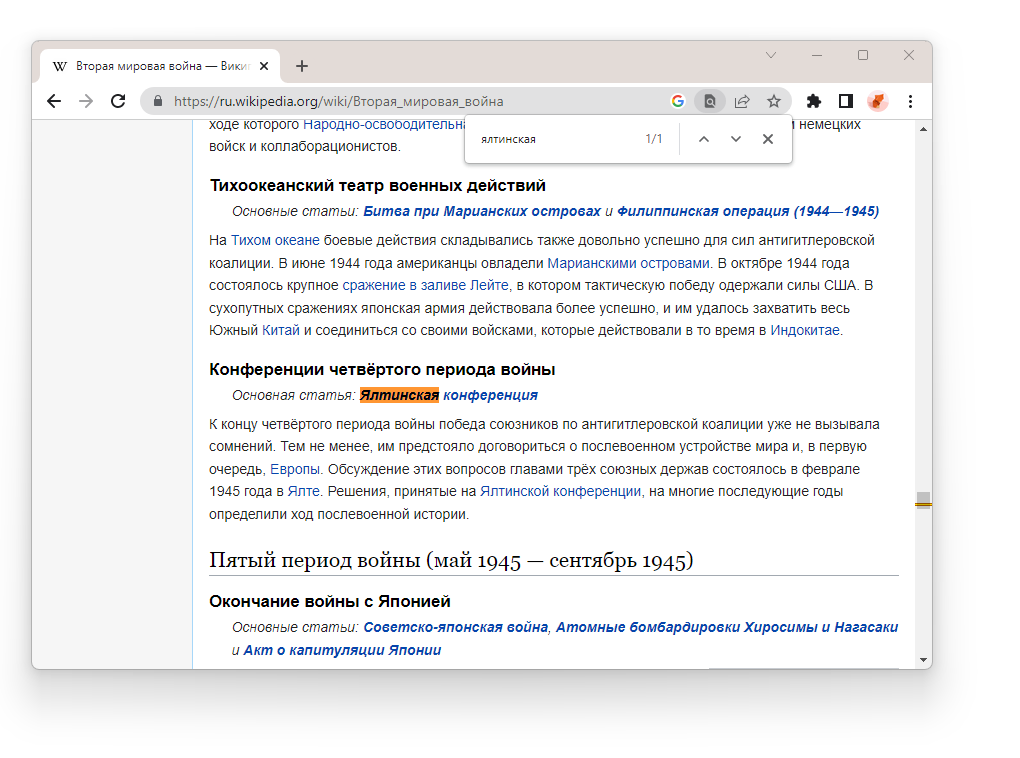 W Вторая мировая война — Вики
https://ru.wikipedia.org/wiki/Вторая_мировая_война
ялтинская 1/1
ходе которого Народно-освободительна немецких
войск и коллаборационистов.
Тихоокеанский театр военных действий
Основные статьи: Битва при Марианских островах и Филиппинская операция (1944—1945)
На Тихом океане боевые действия складывались также довольно успешно для сил антигитлеровской
коалиции. В июне 1944 года американцы овладели Марианскими островами. В октябре 1944 года
состоялось крупное сражение в заливе Лейте, в котором тактическую победу одержали силы США. В
сухопутных сражениях японская армия действовала более успешно, и им удалось захватить весь
Южный Китай и соединиться со своими войсками, которые действовали в то время в Индокитае.
Конференции четвёртого периода войны
Основная статья: Ялтинская конференция
К концу четвёртого периода войны победа союзников по антигитлеровской коалиции уже не вызывала
сомнений. Тем не менее, им предстояло договориться о послевоенном устройстве мира и, в первую
очередь, Европы. Обсуждение этих вопросов главами трёх союзных держав состоялось в феврале
1945 года в Ялте. Решения, принятые на Ялтинской конференции, на многие последующие годы
определили ход послевоенной истории.
Пятый период войны (май 1945 — сентябрь 1945)
Окончание войны с Японией
Основные статьи: Советско-японская война, Атомные бомбардировки Хиросимы и Нагасаки
и Акт о капитуляции Японии